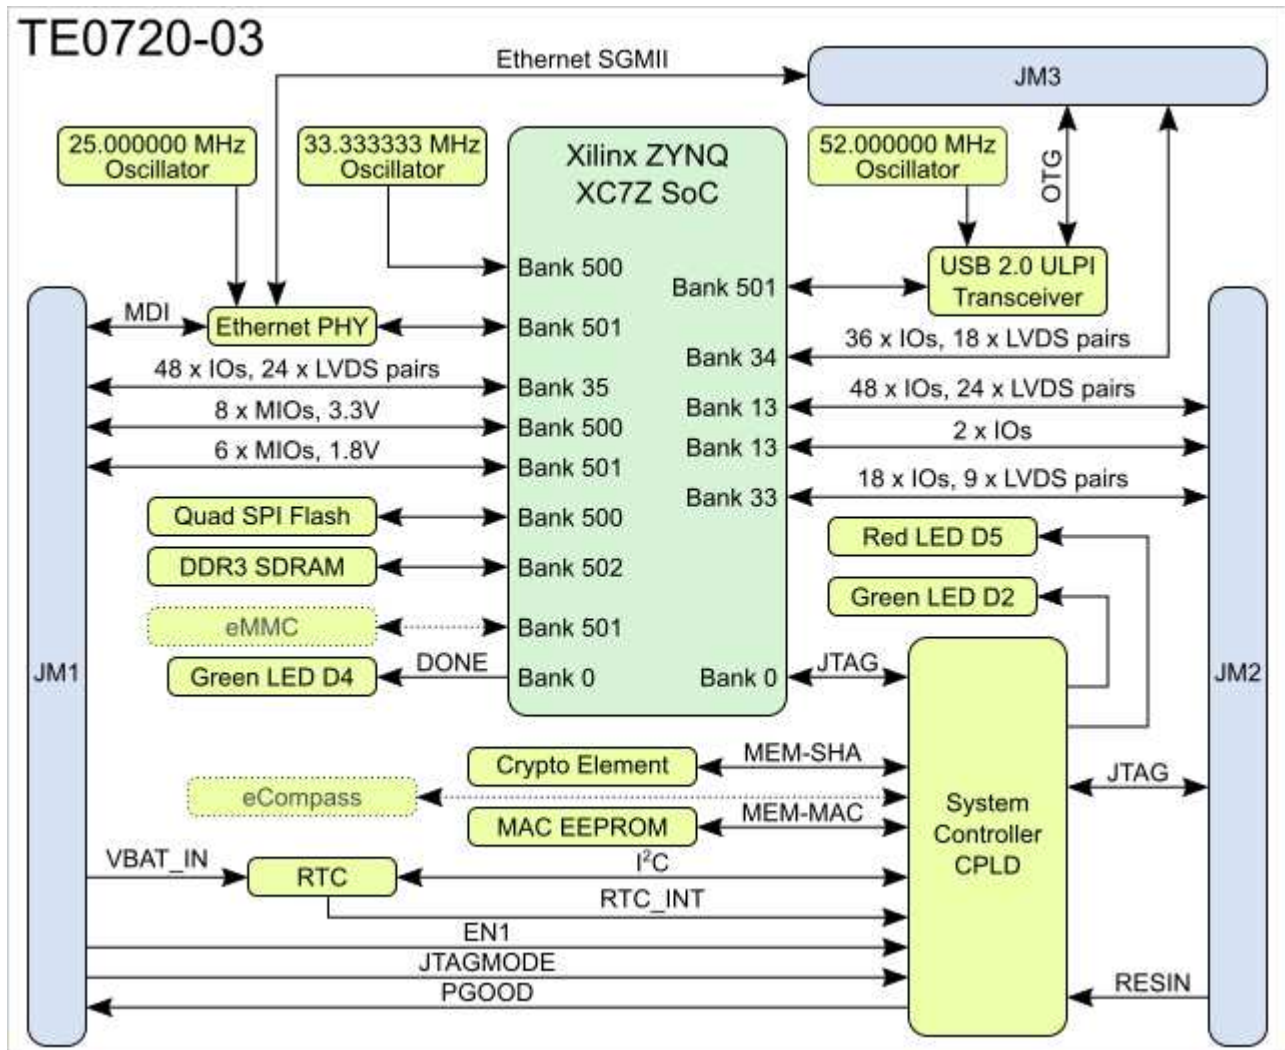 TE0720-03
Ethernet SGMII
JM3
25.000000 MHz
Oscillator
33.333333 MHz
Oscillator
Xilinx ZYNQ
XC7Z SoC
52.000000 MHz
Oscillator
OTG
Bank 500
Bank 501
USB 2.0 ULPI
Transceiver
MDI
Ethernet PHY
Bank 501
36 x IOs, 18 x LVDS pairs
Bank 34
48 x IOs, 24 x LVDS pairs
Bank 35
48 x IOs, 24 x LVDS pairs
Bank 13
8 x MIOs, 3.3V
Bank 500
2 x IOs
Bank 13
6 x MIOs, 1.8V
Bank 501
18 x IOs, 9 x LVDS pairs
Bank 33
Quad SPI Flash
Bank 500
Red LED D5
DDR3 SDRAM
Bank 502
Green LED D2
eMMC
Bank 501
JM1
Green LED D4
DONE
Bank 0
Bank 0
JTAG
JM2
Crypto Element
MEM-SHA
eCompass
JTAG
MAC EEPROM
MEM-MAC
System
Controller
CPLD
VBAT_IN
RTC
I²C
RTC_INT
EN1
JTAGMODE
PGOOD
RESIN